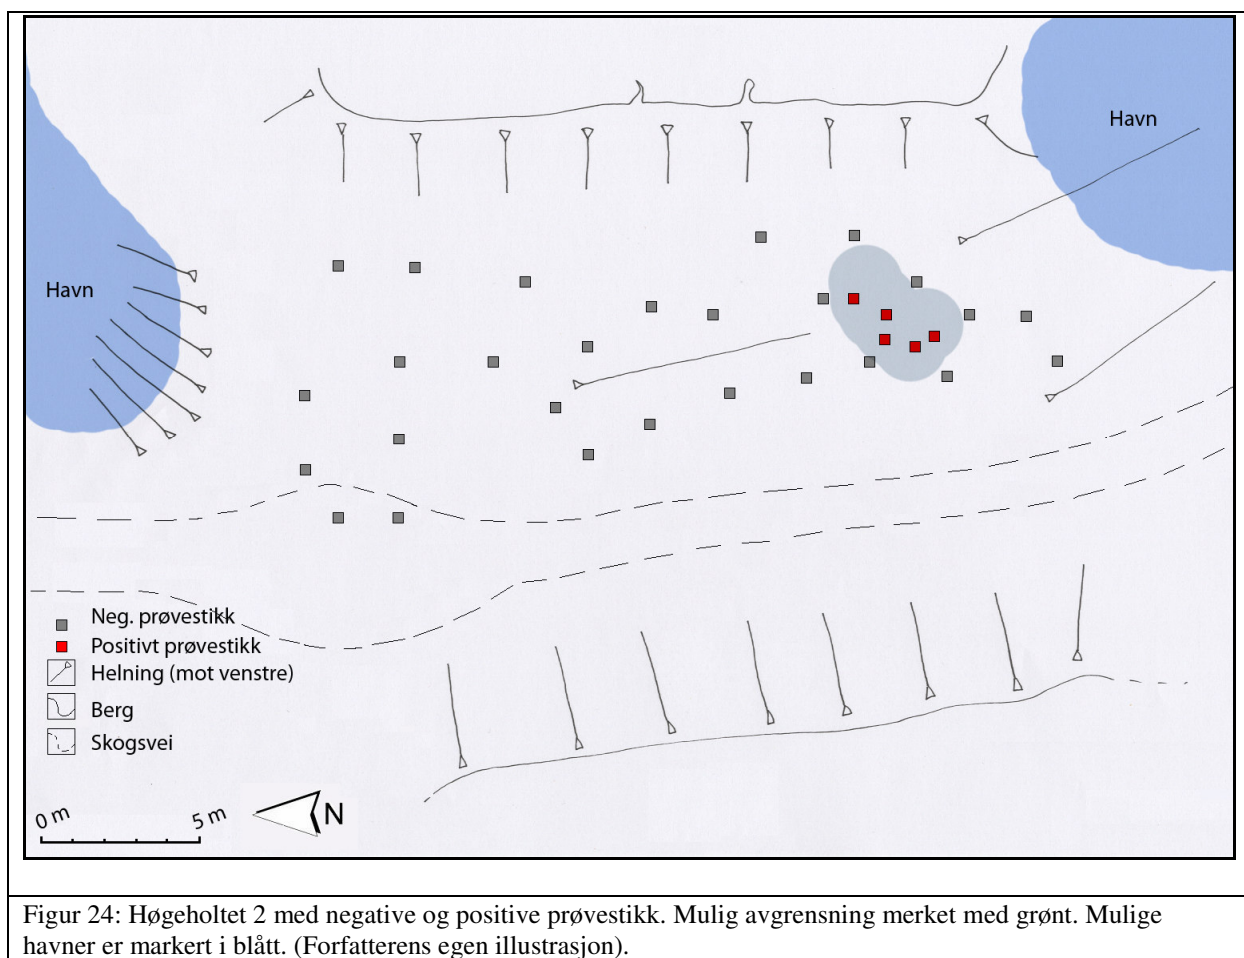 Havn
Havn
Neg. prøvestikk
Positivt prøvestikk
Helning (mot venstre)
Berg
Skogsvei
0 m
5 m
N
Figur 24: Høgeholtet 2 med negative og positive prøvestikk. Mulig avgrensning merket med grønt. Mulige
havner er markert i blått. (Forfatterens egen illustrasjon).